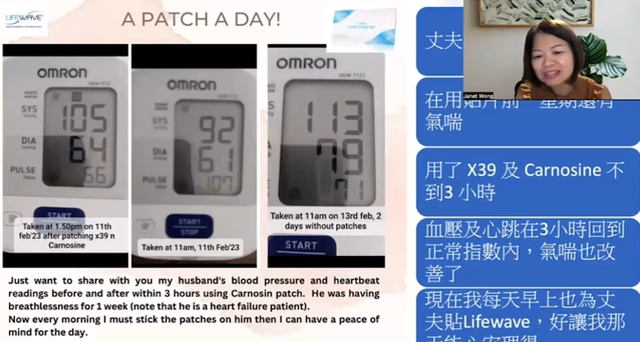 LIFEWAVE
A PATCH A DAY!
OMRON
SYS
105
DIA
64
PULSE
66
START
Taken at 1.50pm on 11th
feb'23 after patching x39 n
Carnosine
OMRON
SYS
92
DIA
61
PULSE
107
START
STOP
Taken at 11am, 11th Feb'23
OMRON
HEM-7121
113
79
START
Taken at 11am on 13rd feb, 2
days without patches
Just want to share with you my husband's blood pressure and heartbeat
readings before and after within 3 hours using Carnosin patch. He was having
breathlessness for 1 week (note that he is a heart failure patient).
Now every morning I must stick the patches on him then I can have a peace of
mind for the day.
Janet Wong
丈夫
在用貼片前一星期還有
氣喘
用了 X39 及 Carnosine 不
到3 小時
血壓及心跳在3小時回到
正常指數內，氣喘也改
善了
現在我每天早上也為丈
夫貼Lifewave，好讓我那